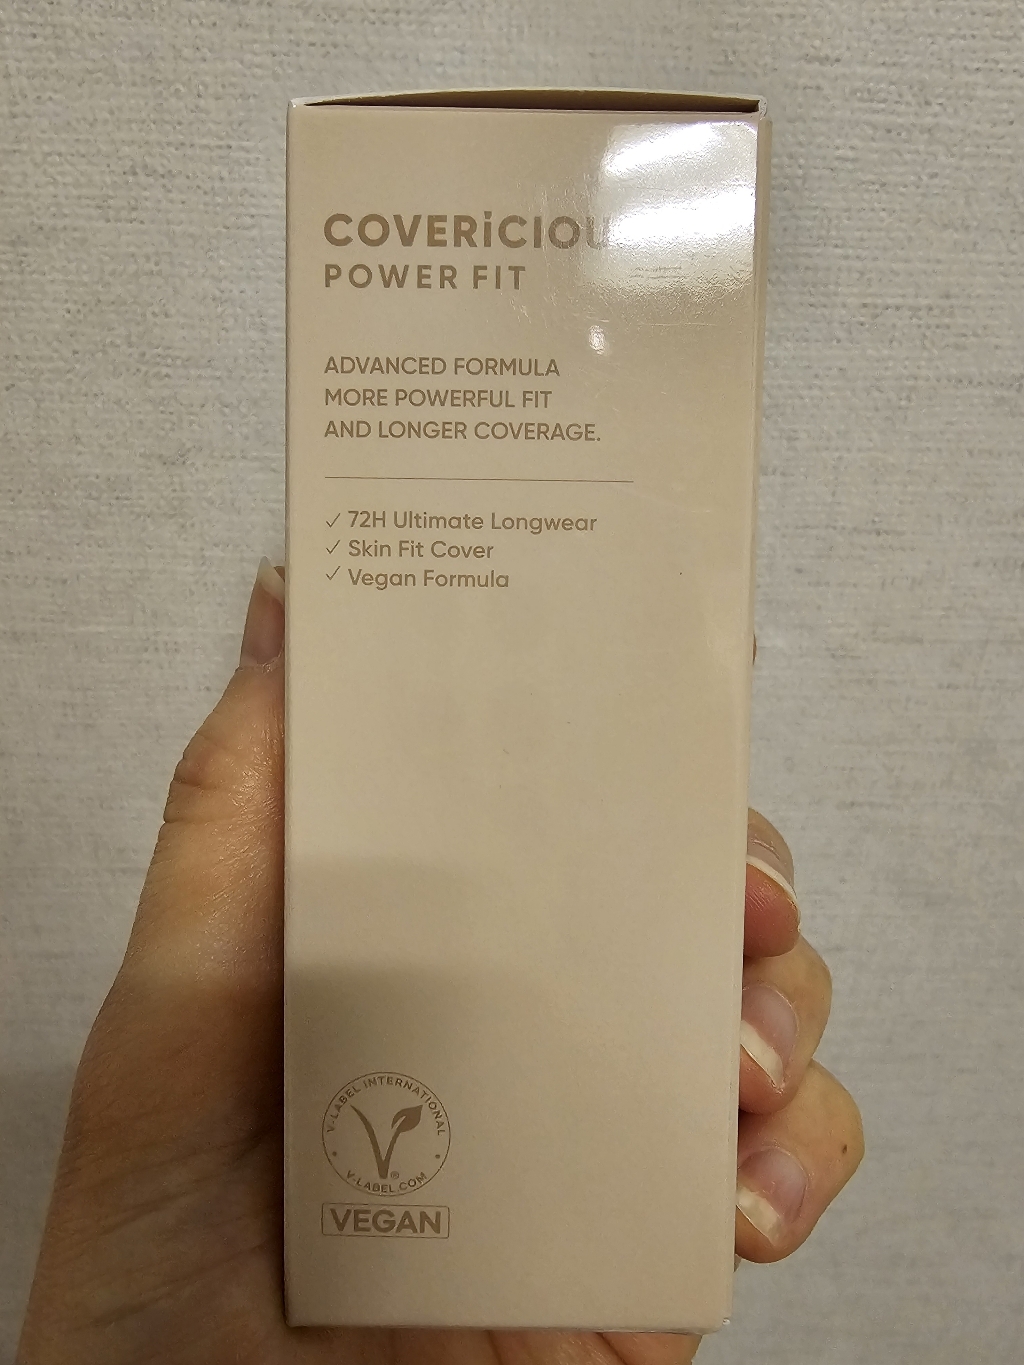 COVERiCIOU
POWER FIT
ADVANCED FORMULA
MORE POWERFUL FIT
AND LONGER COVERAGE.
✓ 72H Ultimate Longwear
✓ Skin Fit Cover
✓ Vegan Formula
V-LABEL INTERNATIONAL
V-LABEL.COM
®
VEGAN